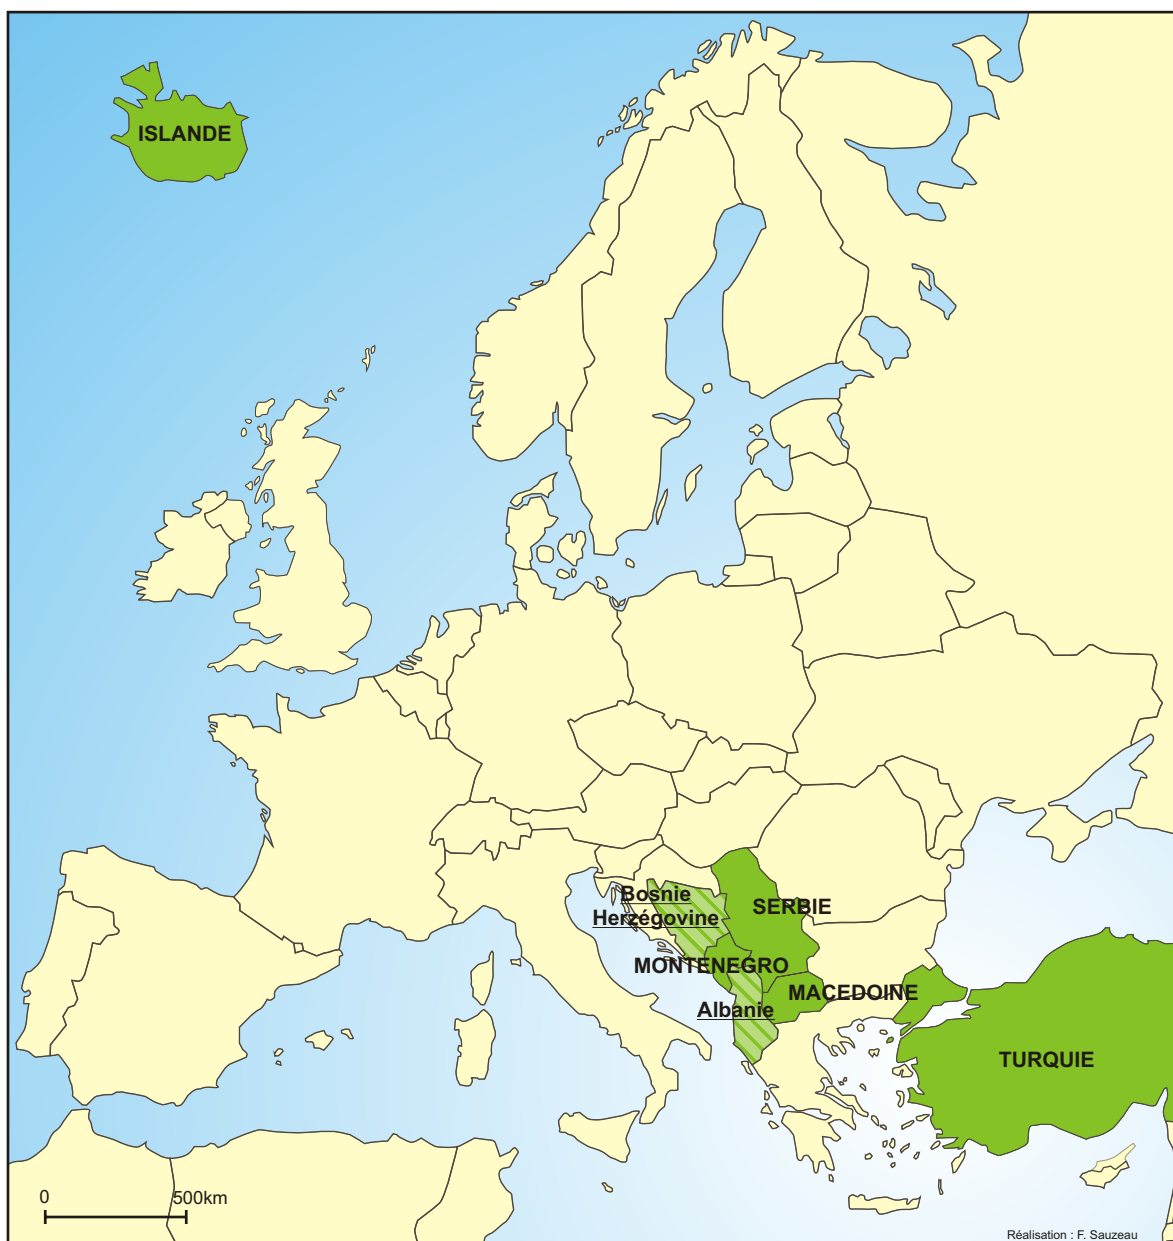 ISLANDE
Bosnie
Herzégovine
SERBIE
MONTENEGRO
MACEDOINE
Albanie
TURQUIE
0 500km
Réalisation : F. Sauzeau